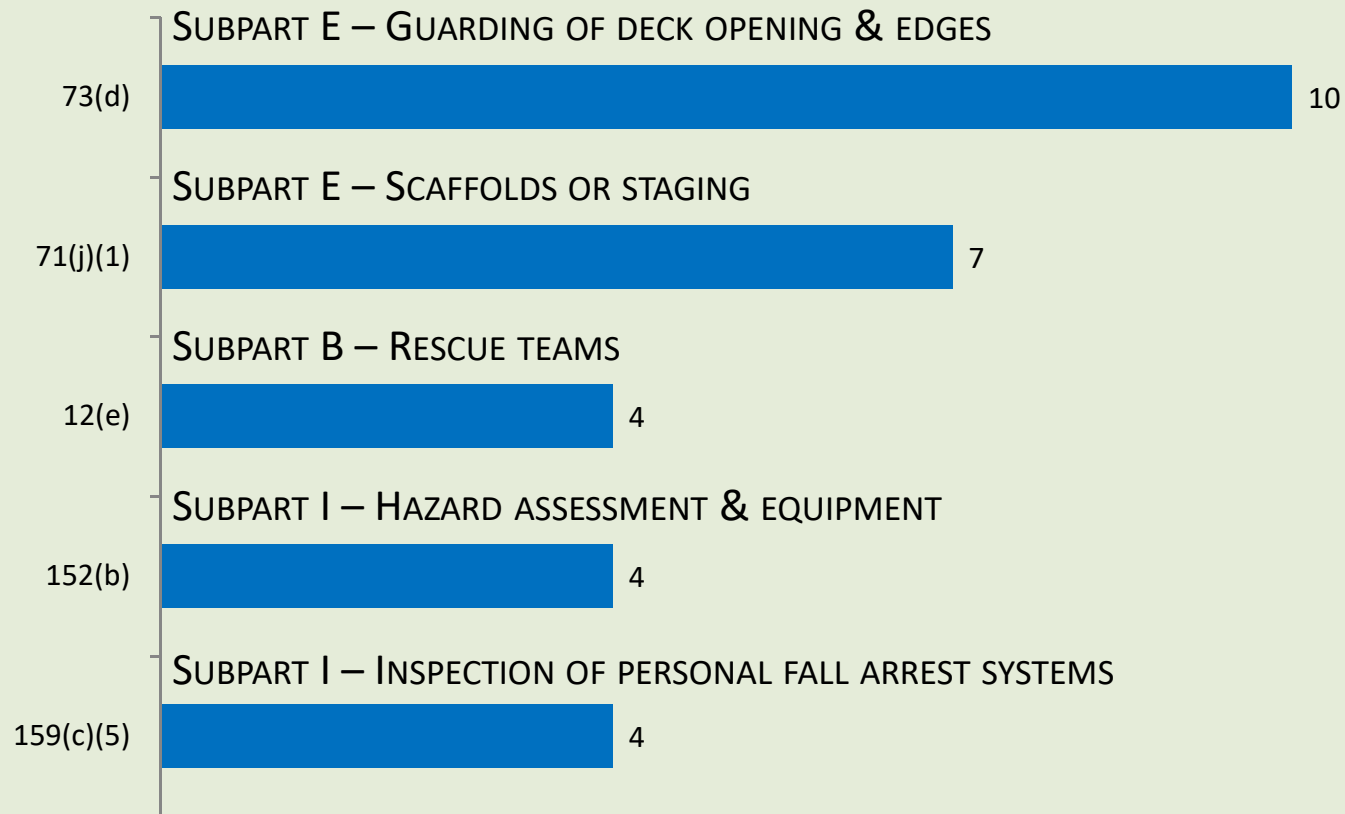 SUBPART E – GUARDING OF DECK OPENING & EDGES
73(d) 10
SUBPART E – SCAFFOLDS OR STAGING
71(j)(1) 7
SUBPART B – RESCUE TEAMS
12(e) 4
SUBPART I – HAZARD ASSESSMENT & EQUIPMENT
152(b) 4
SUBPART I – INSPECTION OF PERSONAL FALL ARREST SYSTEMS
159(c)(5) 4